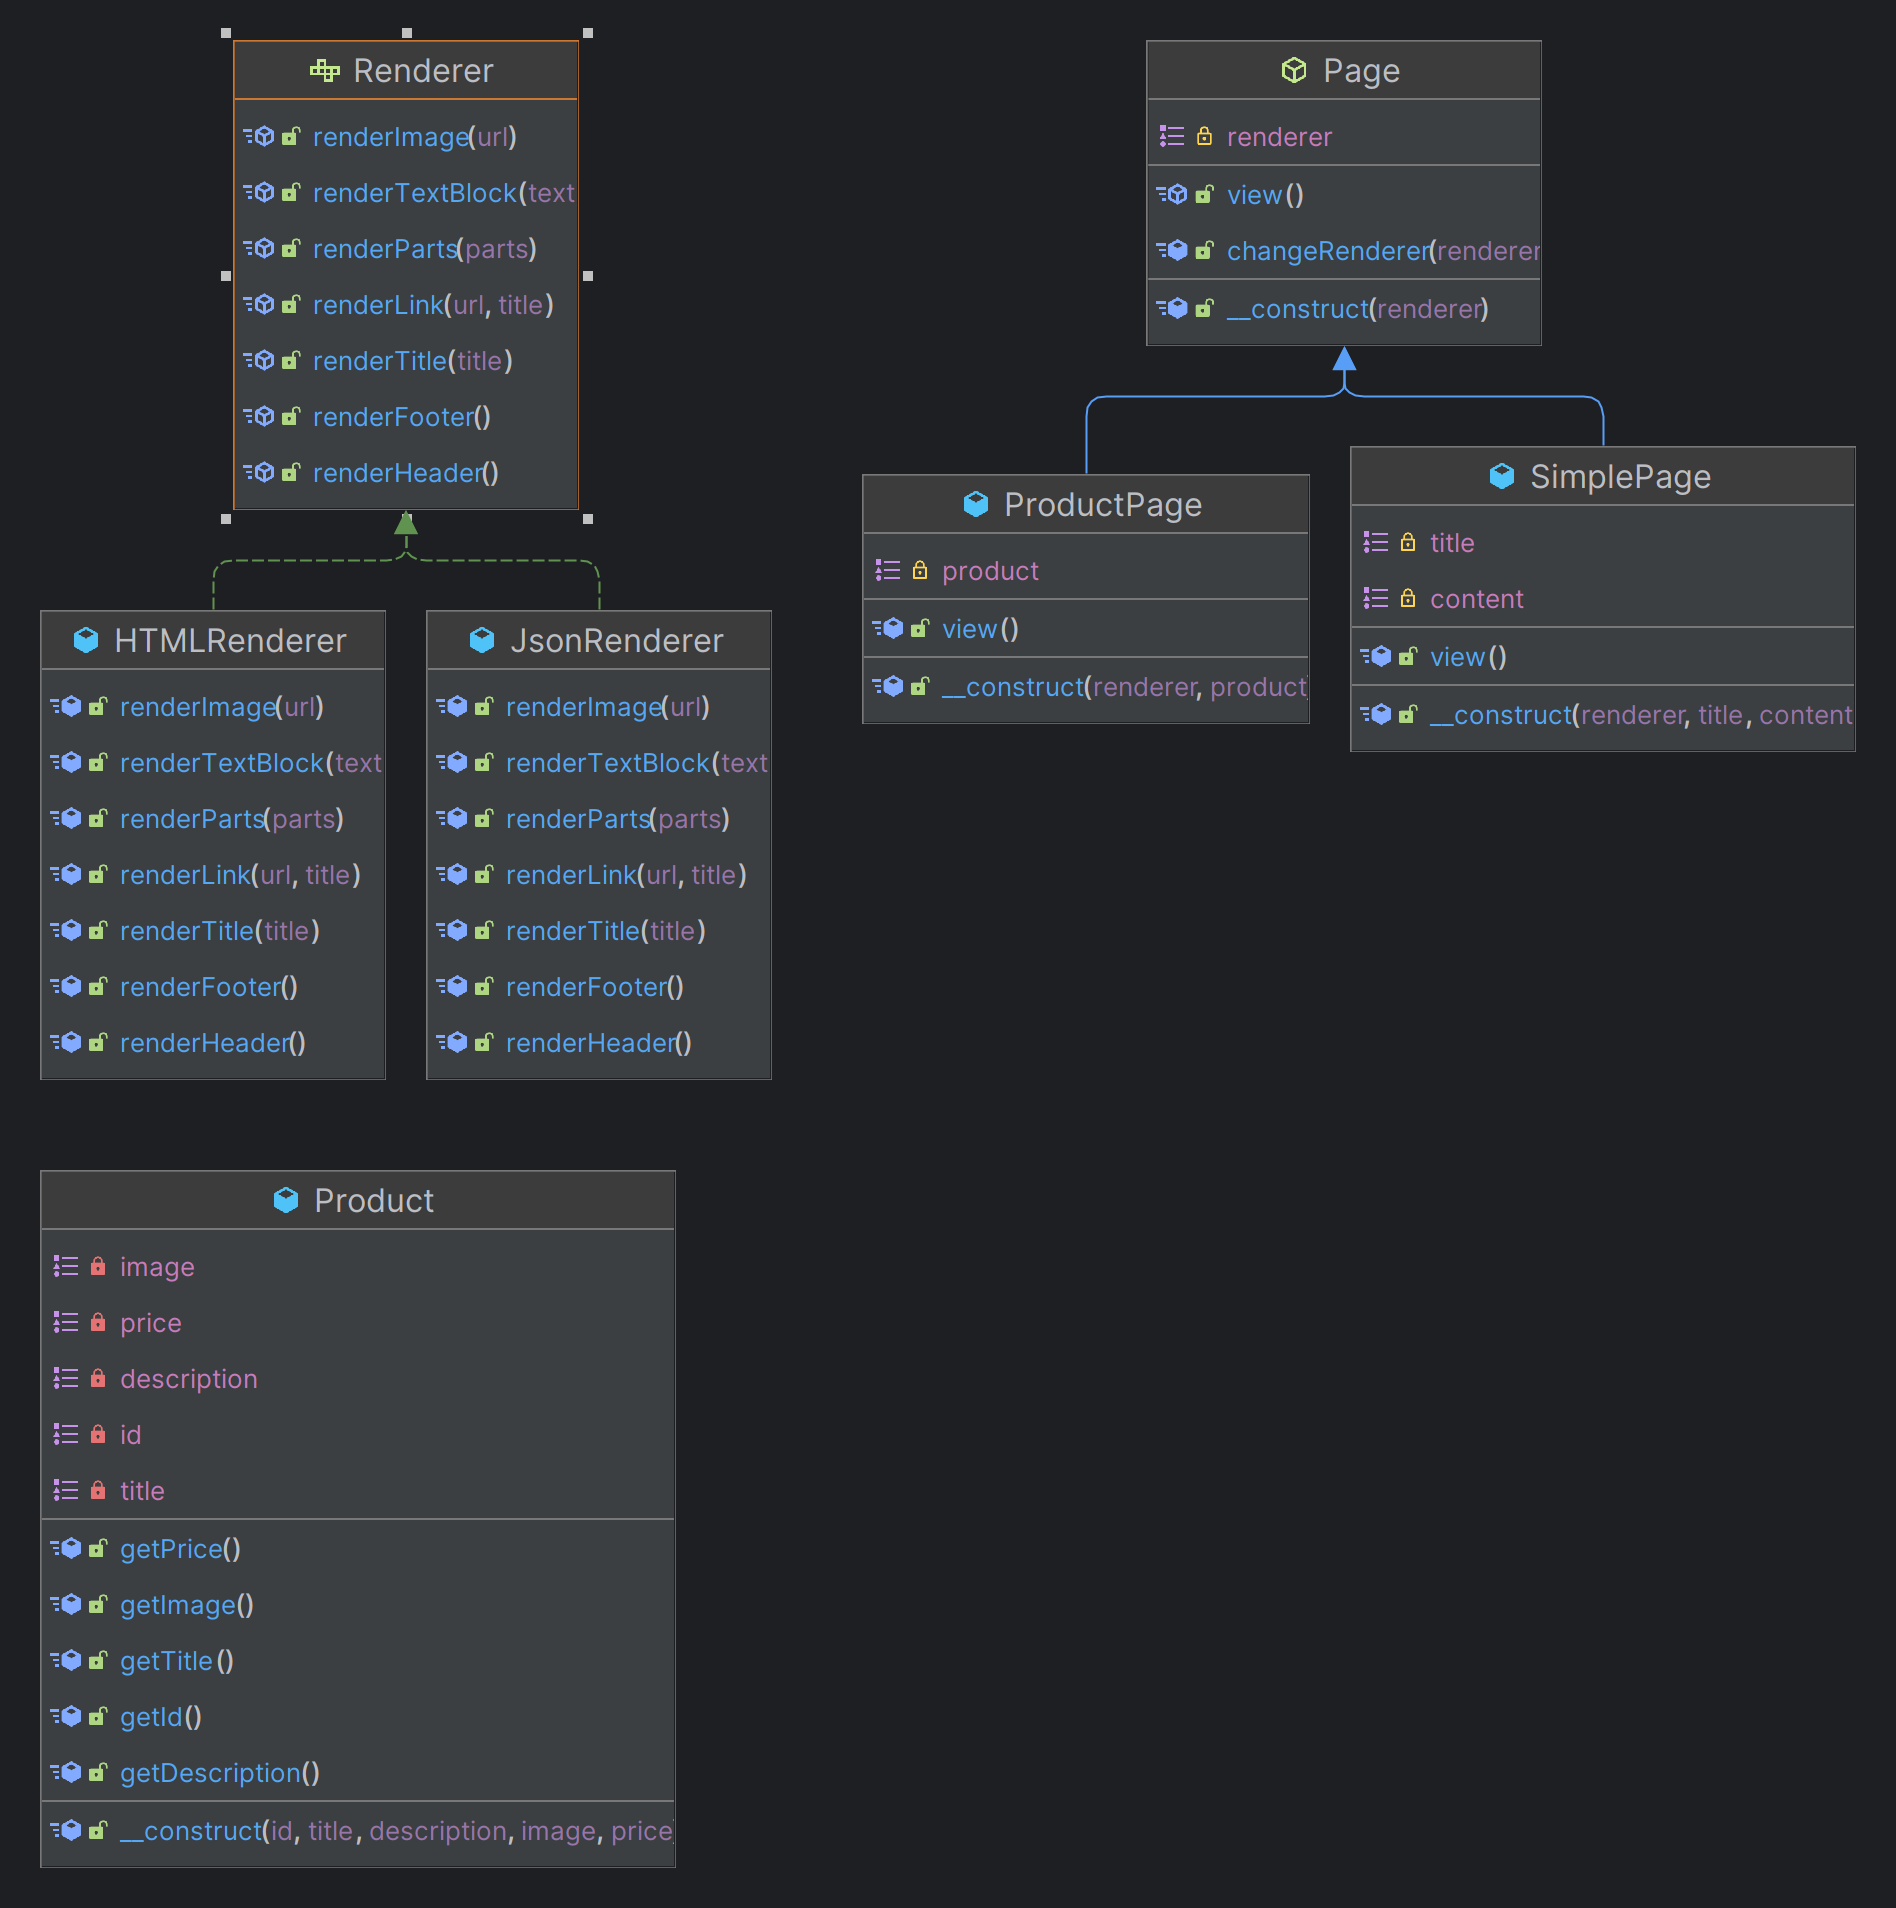 Renderer
renderImage(url)
renderTextBlock(text
renderParts(parts)
renderLink(url, title)
renderTitle(title)
renderFooter()
renderHeader()
Page
renderer
view()
changeRenderer(renderer
__construct(renderer)
ProductPage
product
view()
__construct(renderer, product)
SimplePage
title
content
view()
__construct(renderer, title, content
HTMLRenderer
renderImage(url)
renderTextBlock(text
renderParts(parts)
renderLink(url, title)
renderTitle(title)
renderFooter()
renderHeader()
JsonRenderer
renderImage(url)
renderTextBlock(text
renderParts(parts)
renderLink(url, title)
renderTitle(title)
renderFooter()
renderHeader()
Product
image
price
description
id
title
getPrice()
getImage()
getTitle()
getId()
getDescription()
__construct(id, title, description, image, price)